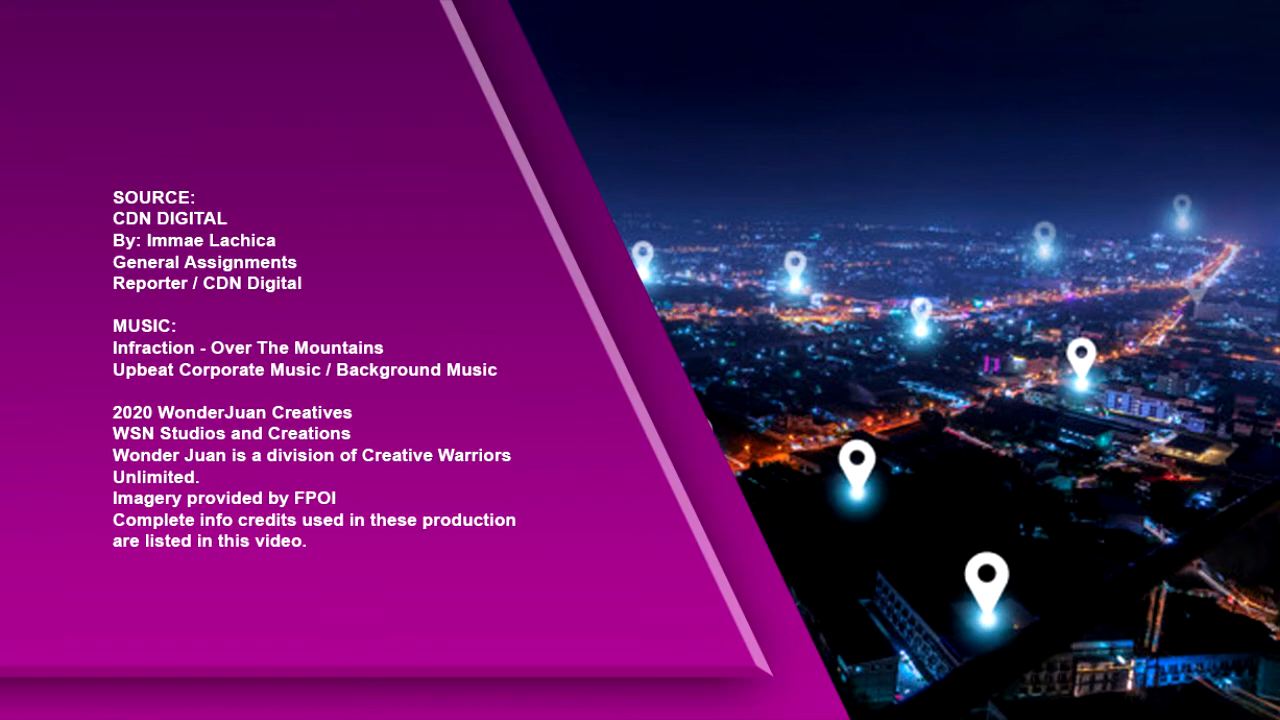 SOURCE:
CDN DIGITAL
By: Immae Lachica
General Assignments
Reporter / CDN Digital
MUSIC:
Infraction - Over The Mountains
Upbeat Corporate Music / Background Music
2020 WonderJuan Creatives
WSN Studios and Creations
Wonder Juan is a division of Creative Warriors
Unlimited.
Imagery provided by FPOI
Complete info credits used in these production
are listed in this video.